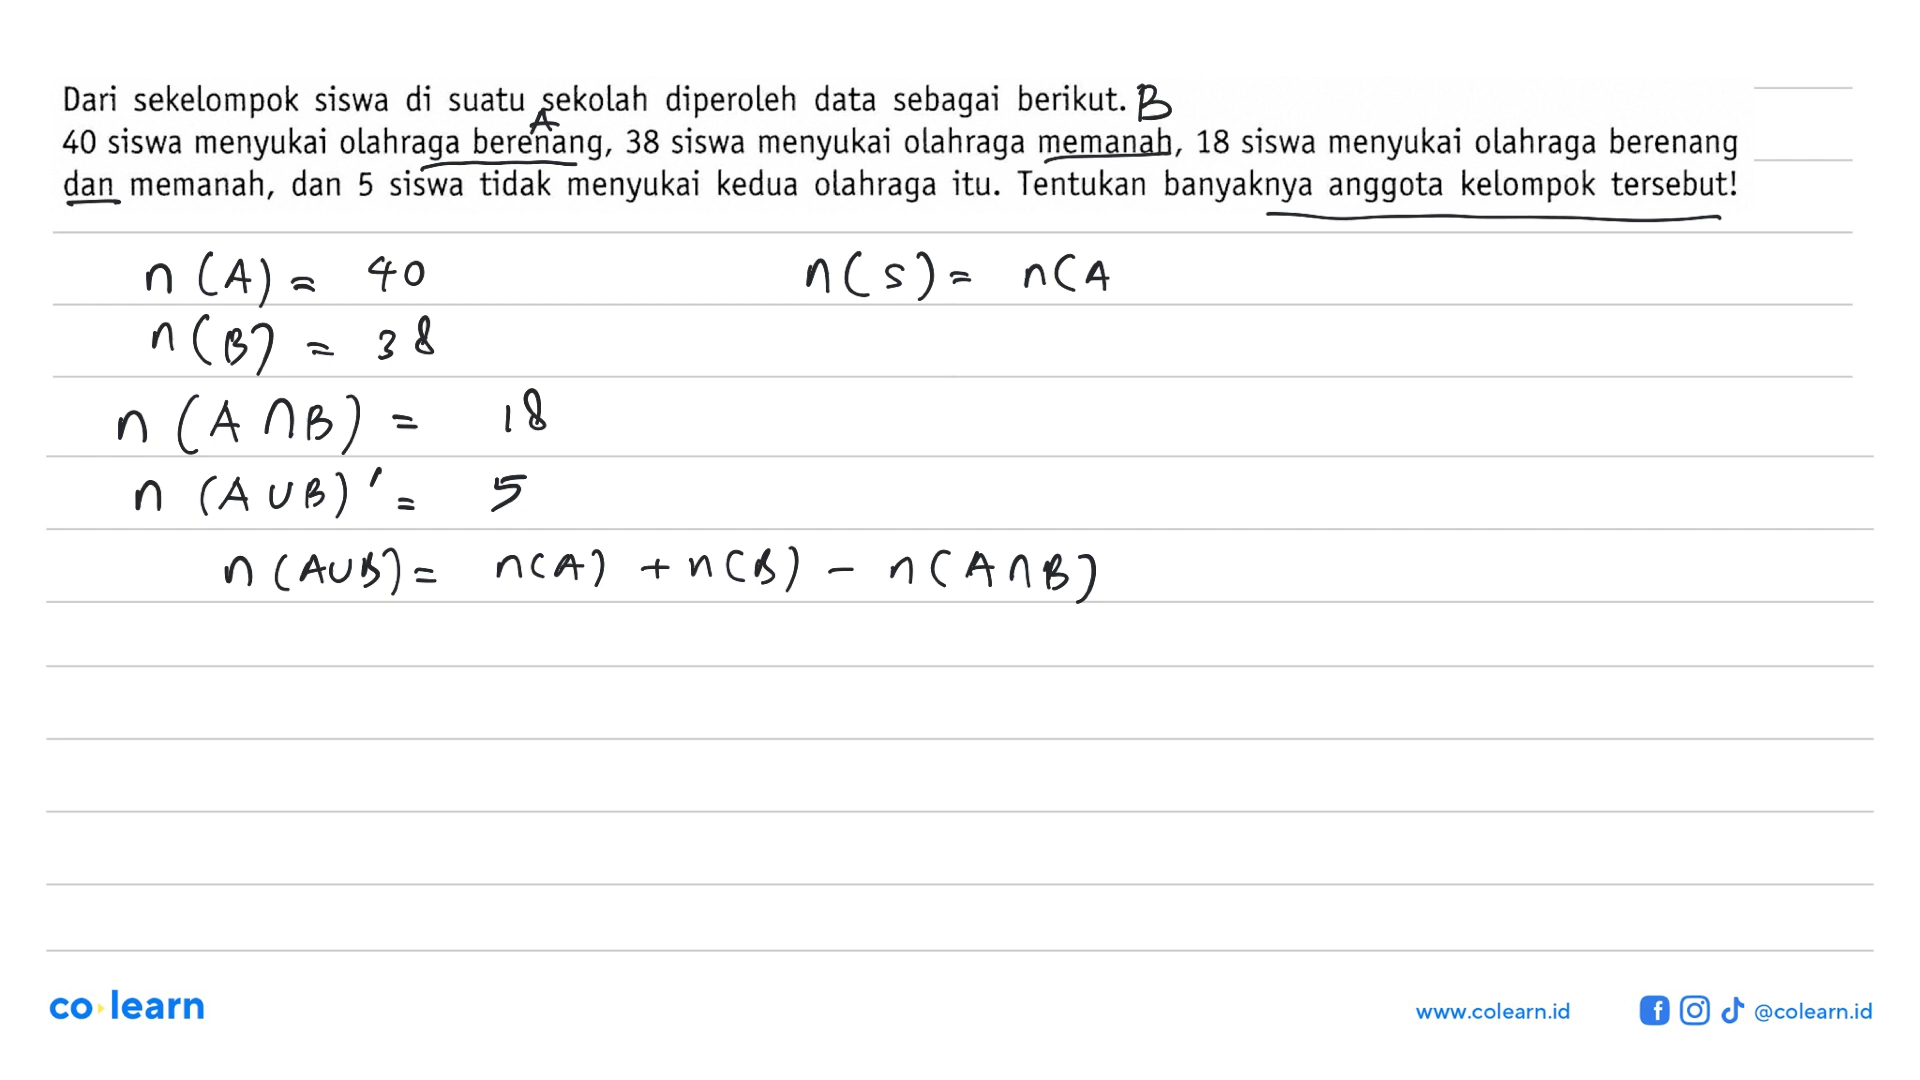 Dari sekelompok siswa di suatu sekolah diperoleh data sebagai berikut. B
A
40 siswa menyukai olahraga berenang, 38 siswa menyukai olahraga memanah, 18 siswa menyukai olahraga berenang
dan memanah, dan 5 siswa tidak menyukai kedua olahraga itu. Tentukan banyaknya anggota kelompok tersebut!
n (A) = 40
n(s) = n(A
n (B) = 38
n (A ∩ B) = 18
n (A ∪ B)' = 5
n (A∪B) = n(A) + n(B) - n(A∩B)
co learn
www.colearn.id
@colearn.id